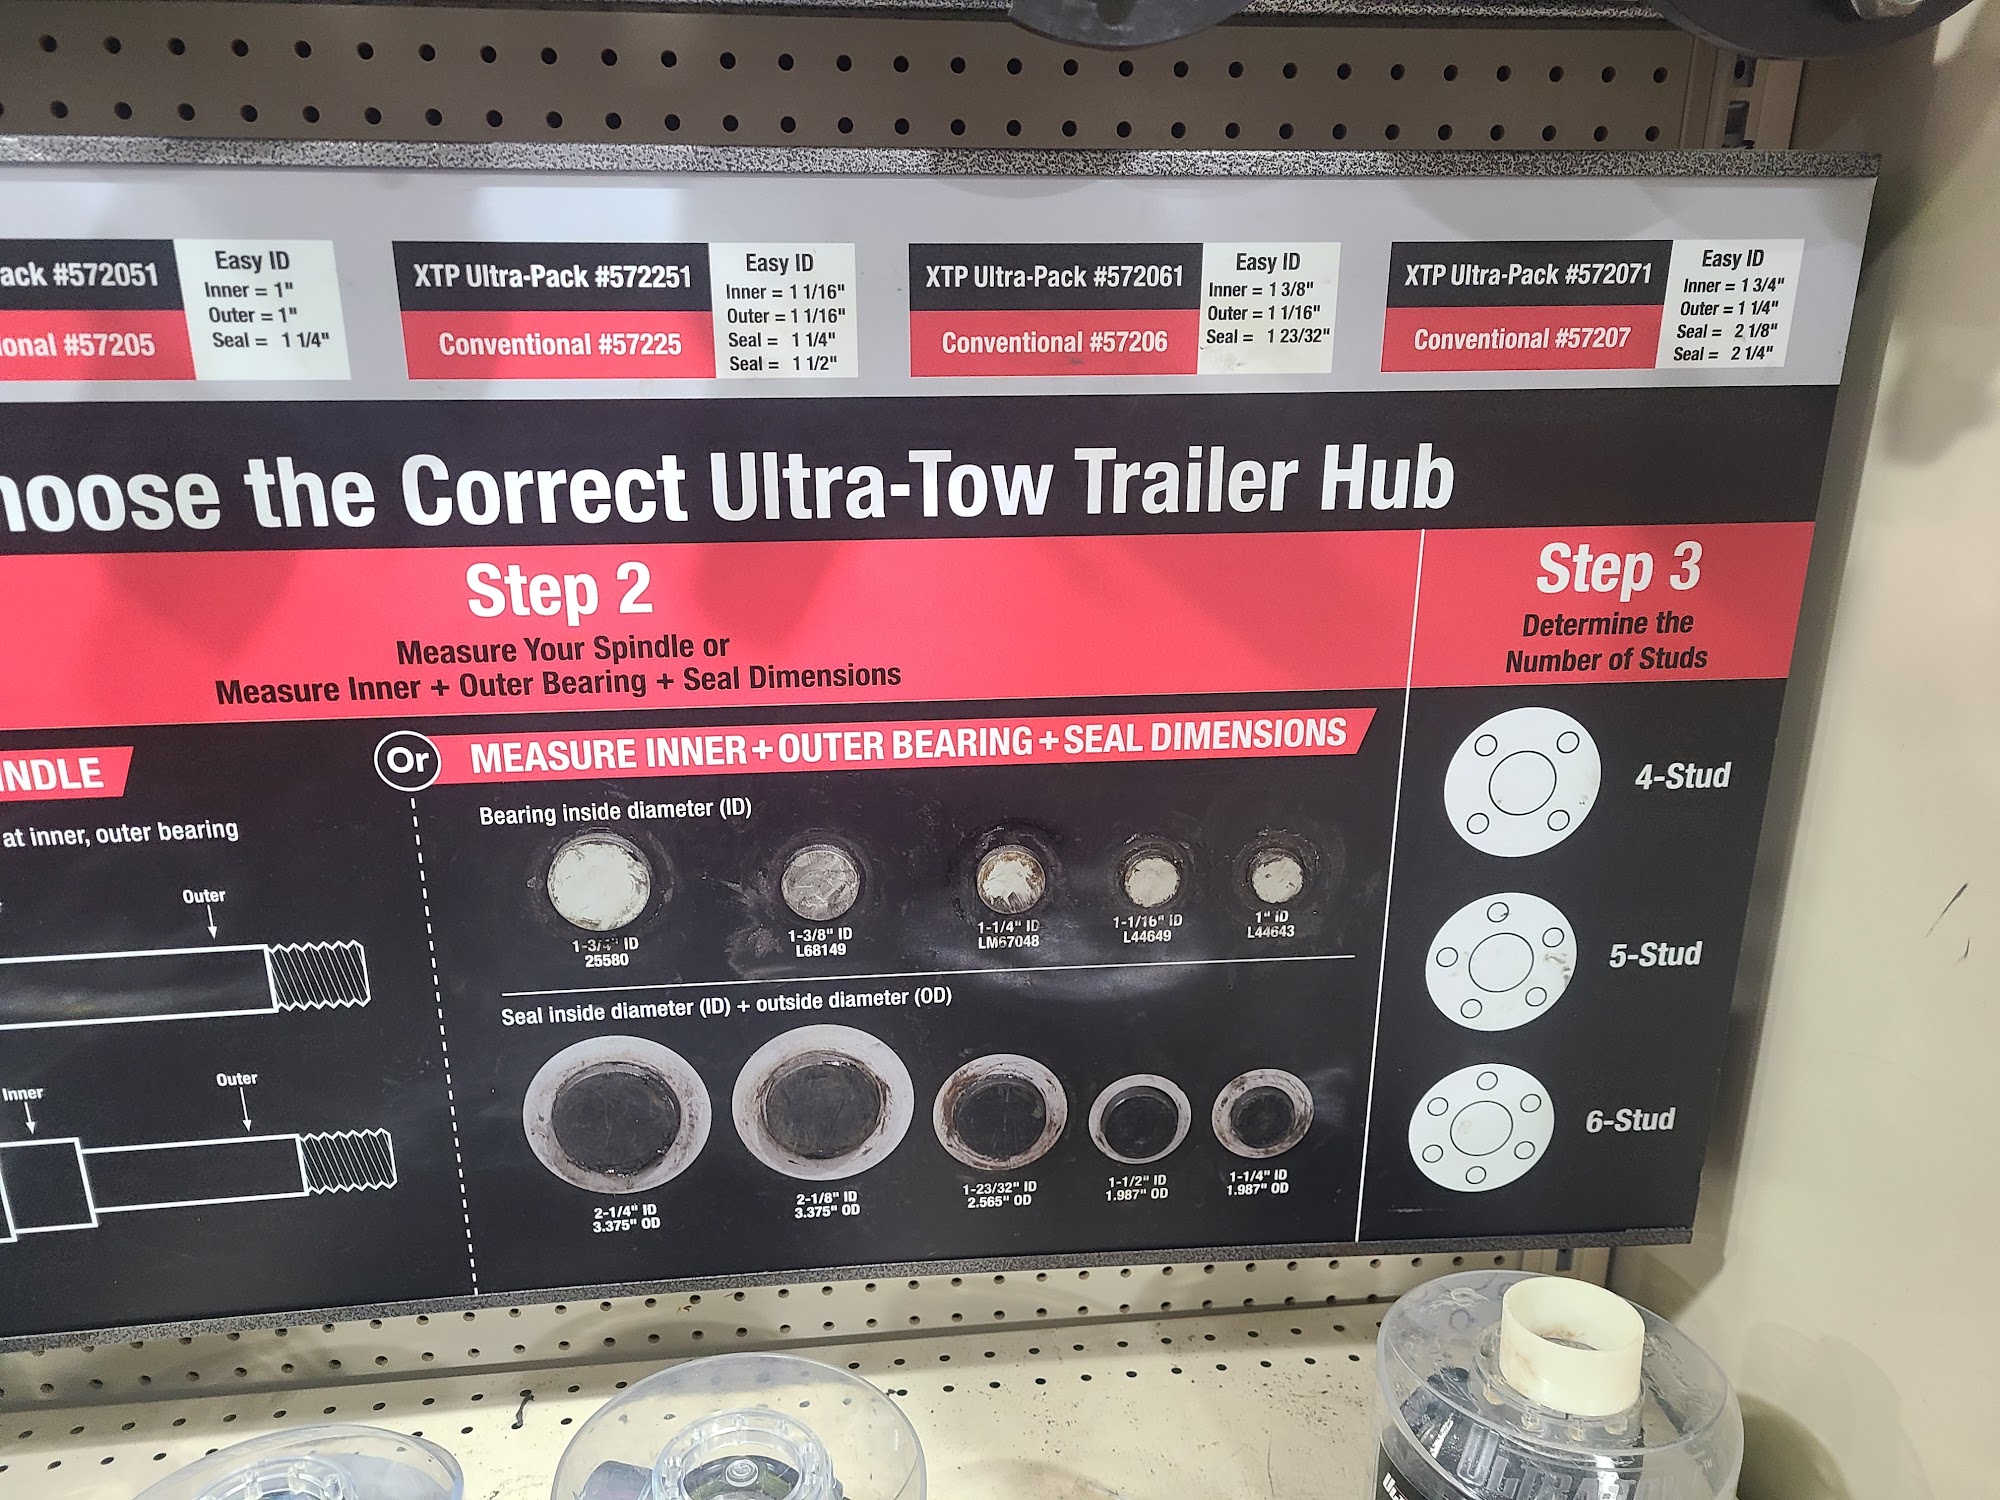 ack #572051
onal #57205
Easy ID
Inner = 1"
Outer = 1"
Seal = 1 1/4"
XTP Ultra-Pack #572251
Conventional #57225
Easy ID
Inner = 1 1/16"
Outer = 1 1/16"
Seal = 1 1/4"
Seal = 1 1/2"
XTP Ultra-Pack #572061
Conventional #57206
Easy ID
Inner = 1 3/8"
Outer = 1 1/16"
Seal = 1 23/32"
XTP Ultra-Pack #572071
Conventional #57207
Easy ID
Inner = 1 3/4"
Outer = 1 1/4"
Seal = 2 1/8"
Seal = 2 1/4"
hoose the Correct Ultra-Tow Trailer Hub
Step 2
Measure Your Spindle or
Measure Inner + Outer Bearing + Seal Dimensions
INDLE
at inner, outer bearing
Outer
Inner
Outer
Or
MEASURE INNER + OUTER BEARING + SEAL DIMENSIONS
Bearing inside diameter (ID)
1-3/4" ID
25580
1-3/8" ID
L68149
1-1/4" ID
LM67048
1-1/16" ID
L44649
1" ID
L44643
Seal inside diameter (ID) + outside diameter (OD)
2-1/4" ID
3.375" OD
2-1/8" ID
3.375" OD
1-23/32" ID
2.565" OD
1-1/2" ID
1.987" OD
1-1/4" ID
1.987" OD
Step 3
Determine the
Number of Studs
4-Stud
5-Stud
6-Stud